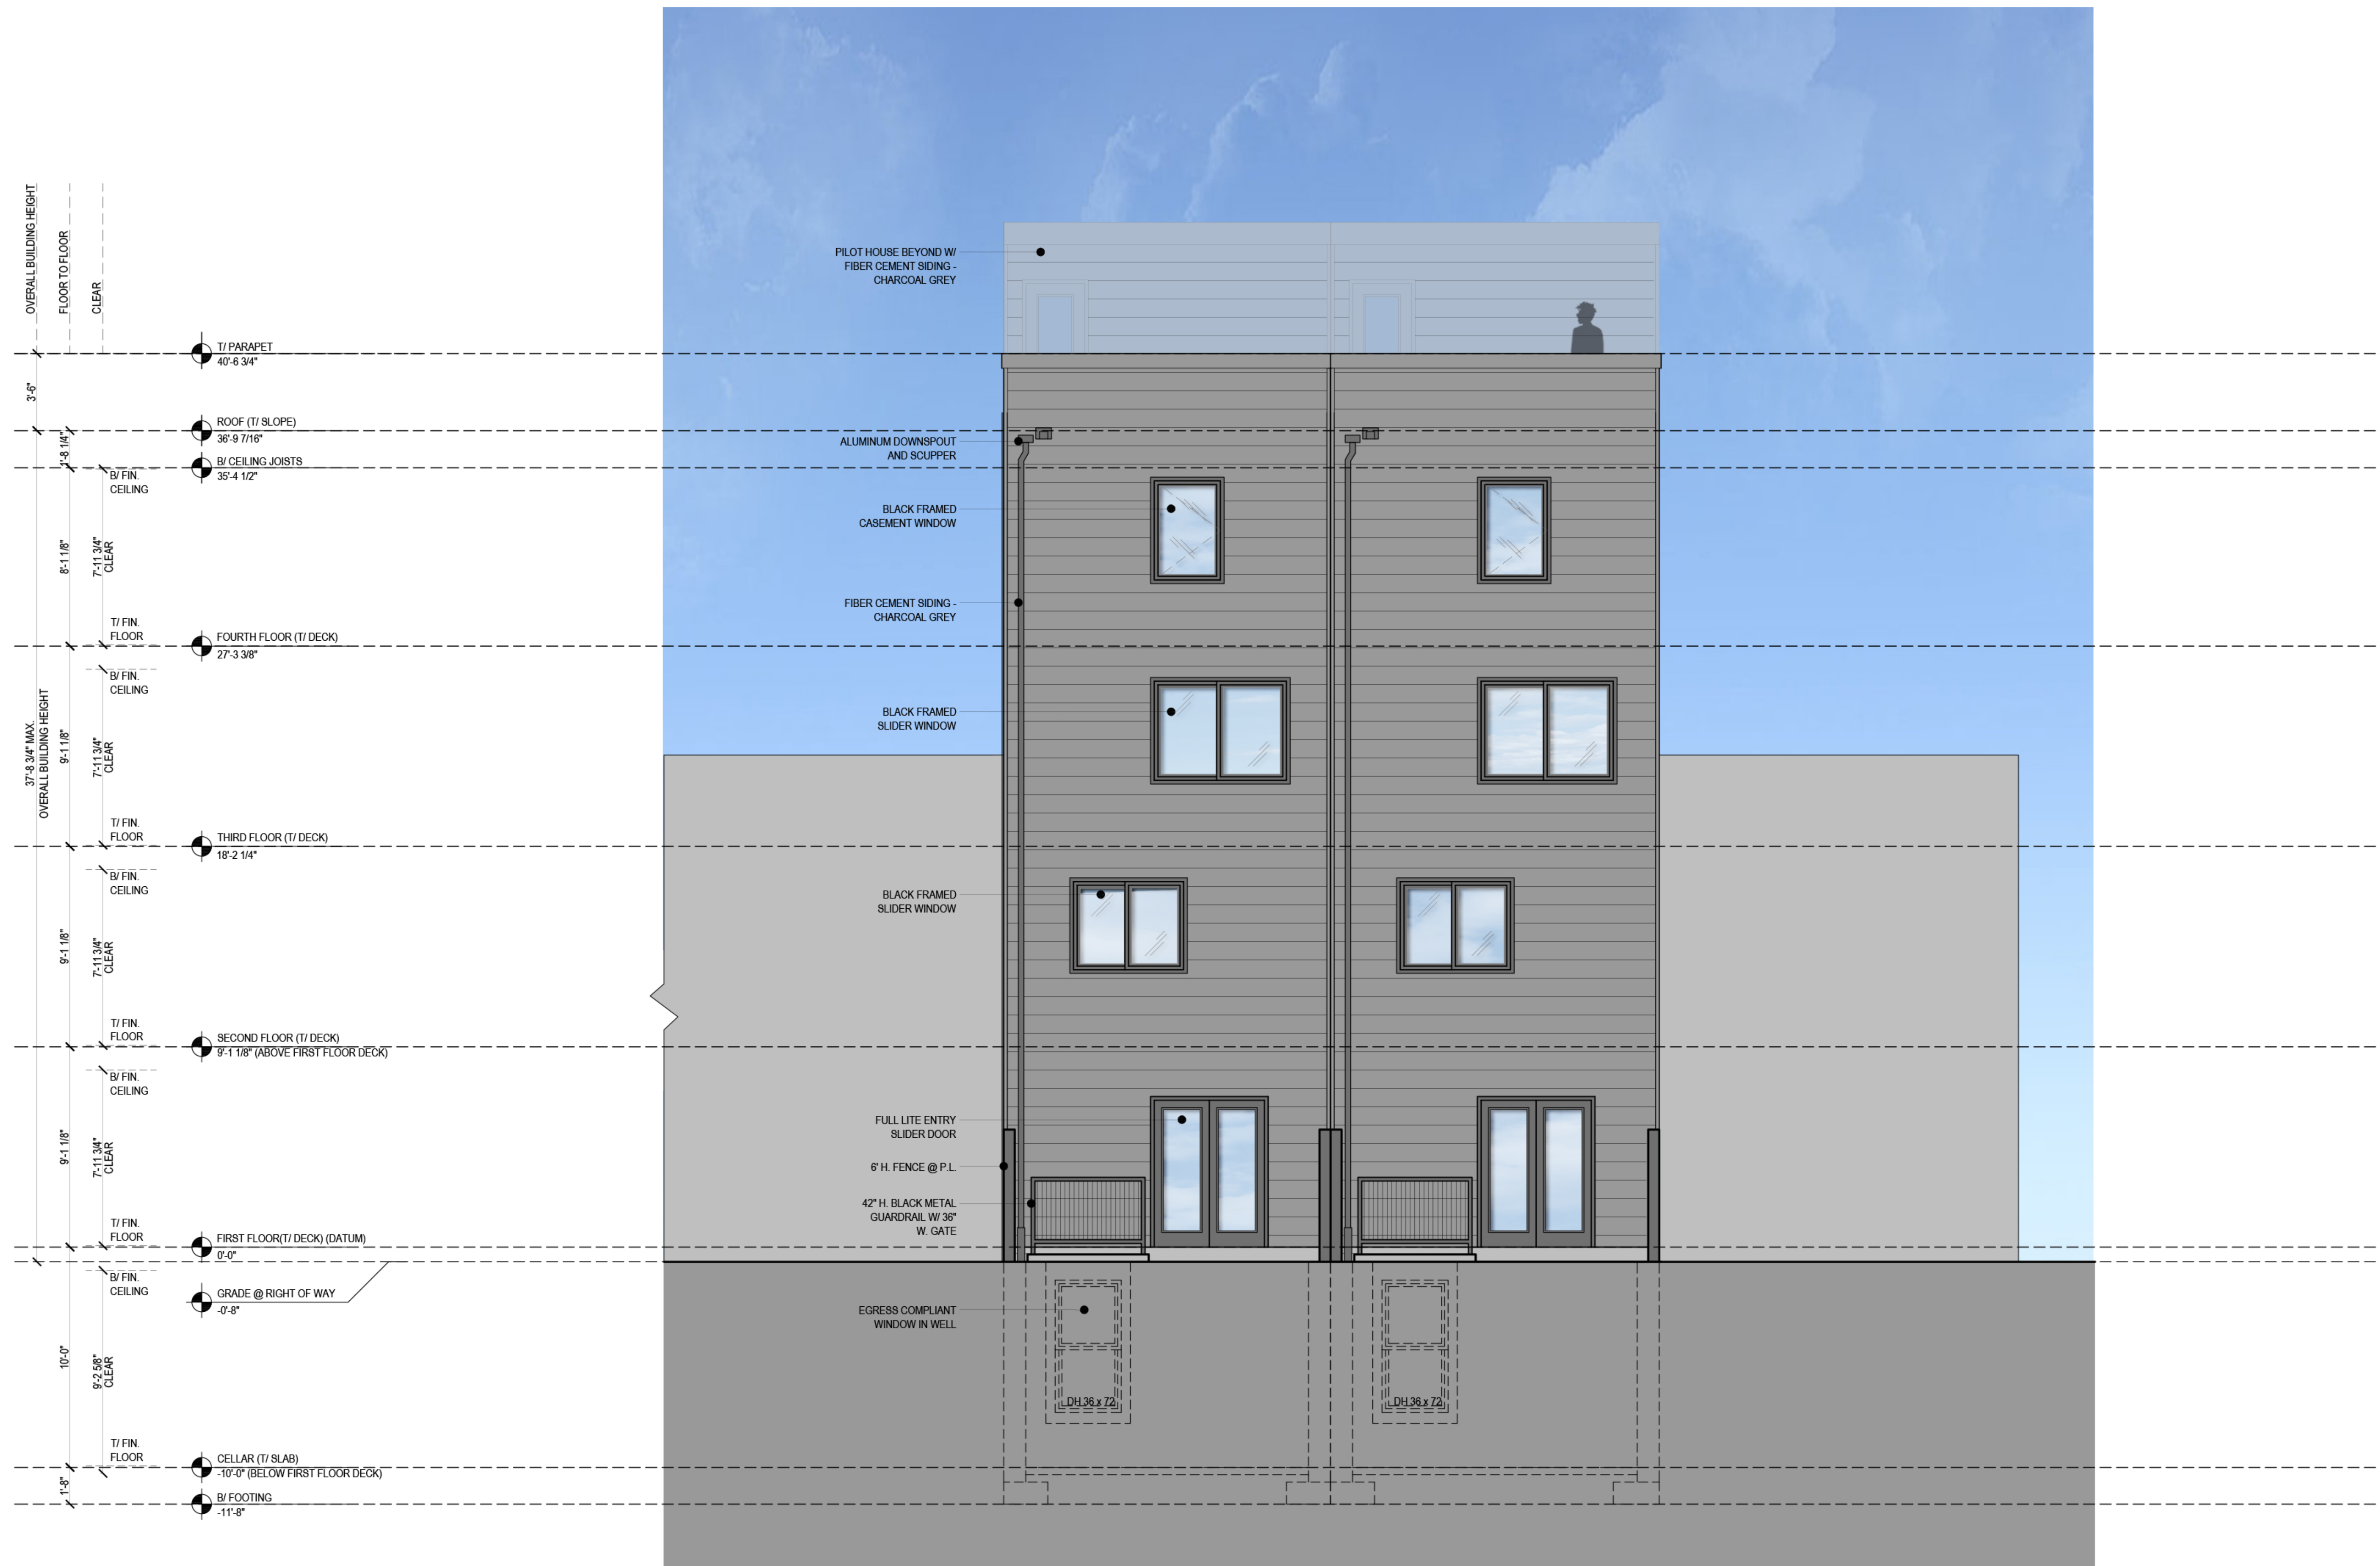 OVERALL BUILDING HEIGHT
FLOOR TO FLOOR
CLEAR
T/ PARAPET
40'-6 3/4"
3'-6"
ROOF (T/ SLOPE)
36'-9 7/16"
1'-8 1/4"
B/ CEILING JOISTS
35'-4 1/2"
B/ FIN.
CEILING
8'-1 1/8"
7'-11 3/4"
CLEAR
T/ FIN.
FLOOR
FOURTH FLOOR (T/ DECK)
27'-3 3/8"
B/ FIN.
CEILING
37'-8 3/4" MAX.
OVERALL BUILDING HEIGHT
9'-1 1/8"
7'-11 3/4"
CLEAR
T/ FIN.
FLOOR
THIRD FLOOR (T/ DECK)
18'-2 1/4"
B/ FIN.
CEILING
9'-1 1/8"
7'-11 3/4"
CLEAR
T/ FIN.
FLOOR
SECOND FLOOR (T/ DECK)
9'-1 1/8" (ABOVE FIRST FLOOR DECK)
B/ FIN.
CEILING
9'-1 1/8"
7'-11 3/4"
CLEAR
T/ FIN.
FLOOR
FIRST FLOOR(T/ DECK) (DATUM)
0'-0"
B/ FIN.
CEILING
GRADE @ RIGHT OF WAY
-0'-8"
10'-0"
9'-2 5/8"
CLEAR
T/ FIN.
FLOOR
CELLAR (T/ SLAB)
-10'-0" (BELOW FIRST FLOOR DECK)
1'-8"
B/ FOOTING
-11'-8"
PILOT HOUSE BEYOND W/
FIBER CEMENT SIDING -
CHARCOAL GREY
ALUMINUM DOWNSPOUT
AND SCUPPER
BLACK FRAMED
CASEMENT WINDOW
FIBER CEMENT SIDING -
CHARCOAL GREY
BLACK FRAMED
SLIDER WINDOW
BLACK FRAMED
SLIDER WINDOW
FULL LITE ENTRY
SLIDER DOOR
6' H. FENCE @ P.L.
42" H. BLACK METAL
GUARDRAIL W/ 36"
W. GATE
EGRESS COMPLIANT
WINDOW IN WELL
DH 36 x 72
DH 36 x 72